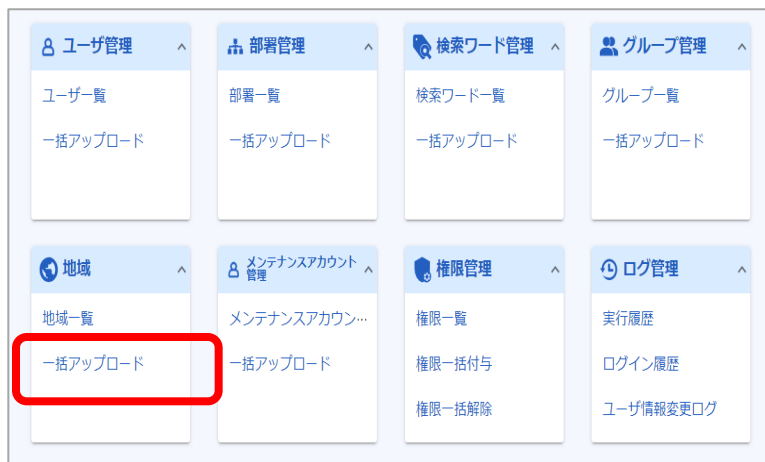 ユーザ管理
ユーザ一覧
一括アップロード
部署管理
部署一覧
一括アップロード
検索ワード管理
検索ワード一覧
一括アップロード
グループ管理
グループ一覧
一括アップロード
地域
地域一覧
一括アップロード
メンテナンスアカウント
管理
メンテナンスアカウン…
一括アップロード
権限管理
権限一覧
権限一括付与
権限一括解除
ログ管理
実行履歴
ログイン履歴
ユーザ情報変更ログ